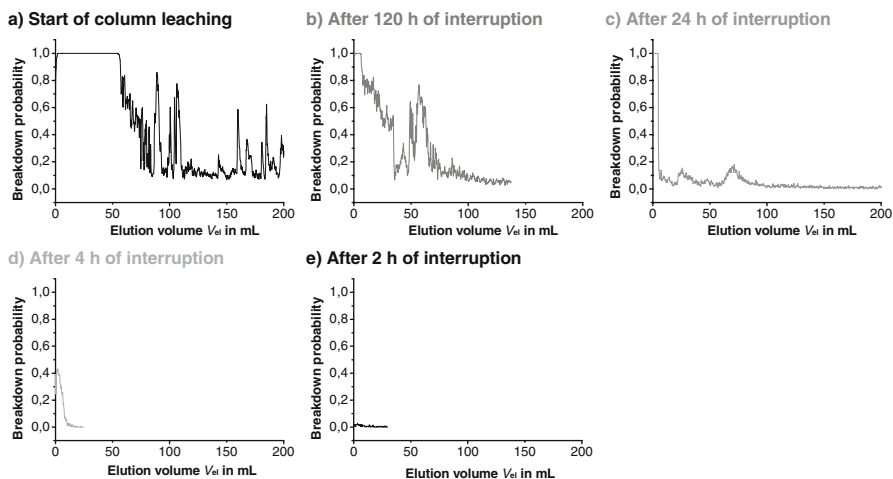 a) Start of column leaching
Breakdown probability
1,0
0,8
0,6
0,4
0,2
0,0
0 50 100 150 200
Elution volume Vel in mL
b) After 120 h of interruption
Breakdown probability
1,0
0,8
0,6
0,4
0,2
0,0
0 50 100 150 200
Elution volume Vel in mL
c) After 24 h of interruption
Breakdown probability
1,0
0,8
0,6
0,4
0,2
0,0
0 50 100 150 200
Elution volume Vel in mL
d) After 4 h of interruption
Breakdown probability
1,0
0,8
0,6
0,4
0,2
0,0
0 50 100 150 200
Elution volume Vel in mL
e) After 2 h of interruption
Breakdown probability
1,0
0,8
0,6
0,4
0,2
0,0
0 50 100 150 200
Elution volume Vel in mL